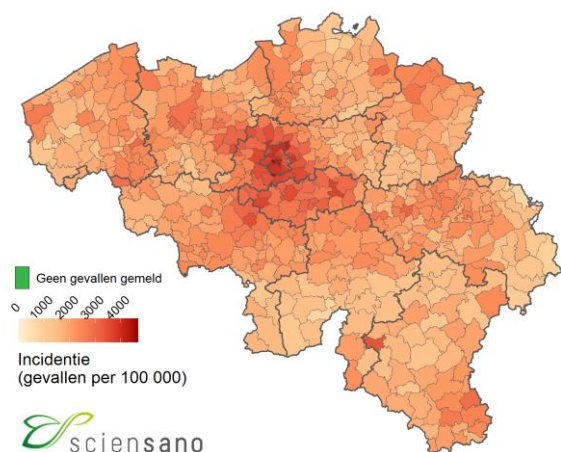 Geen gevallen gemeld
0 1000 2000 3000 4000
Incidentie
(gevallen per 100 000)
sciensano